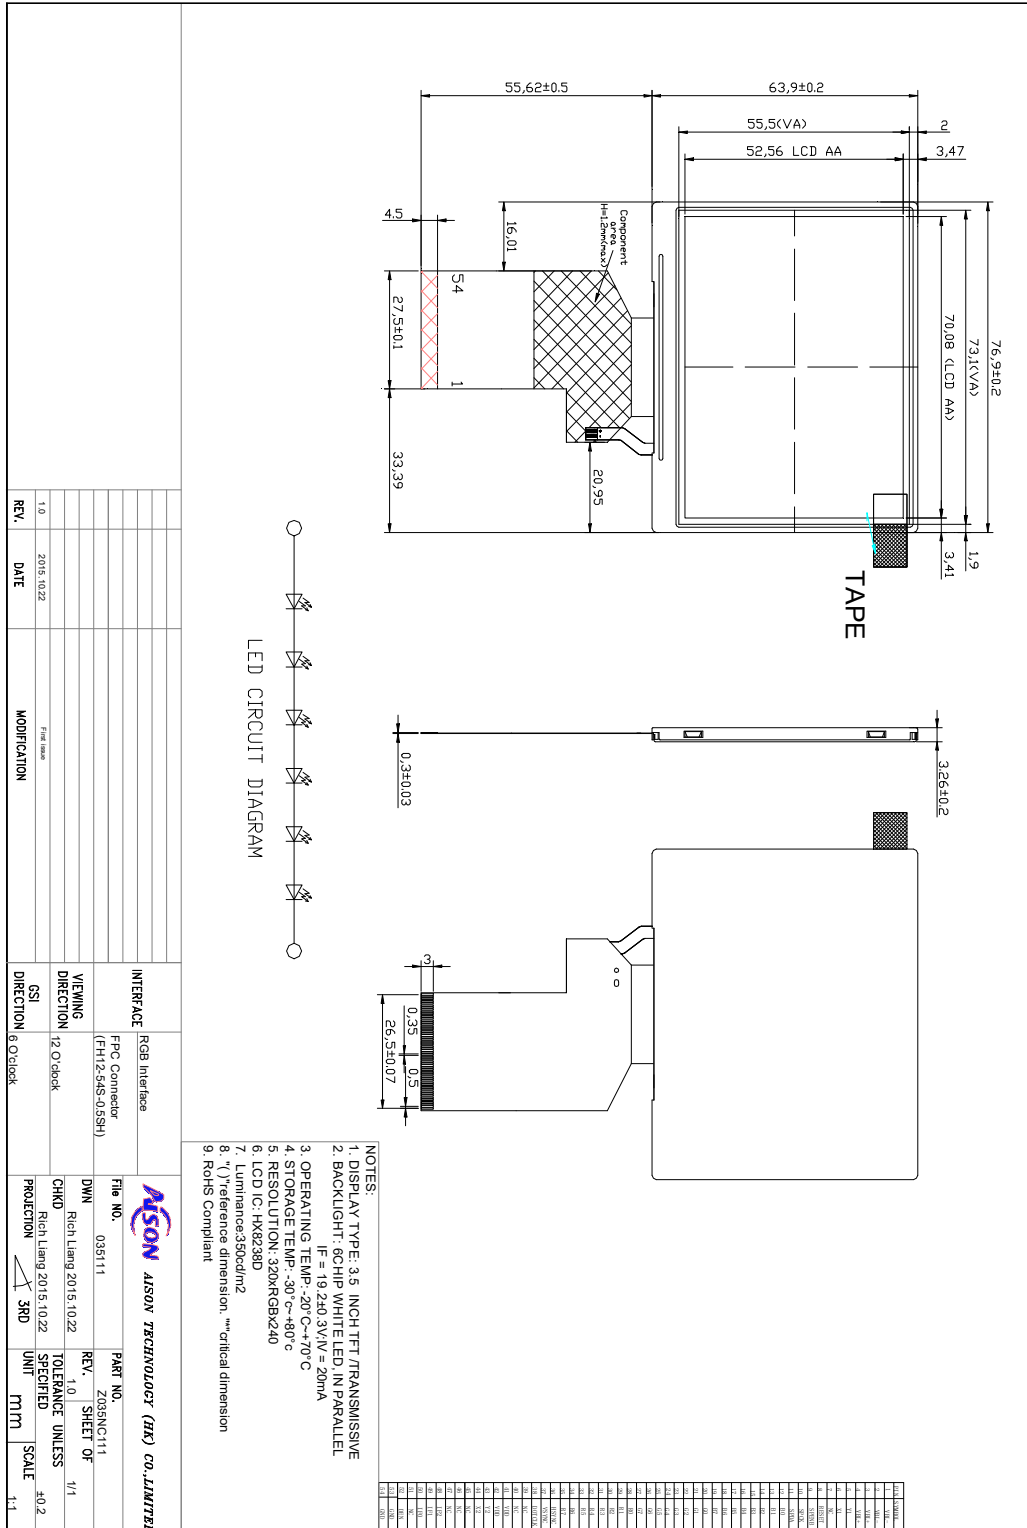 55,62±0.5
63,9±0.2
55,5(VA)
2
52,56 LCD AA
3,47
4.5
16,01
Component
area
H=1.2mm(max)
54
1
27,5±0.1
33,39
20,95
70,08 (LCD AA)
73,1(VA)
76,9±0.2
1,9
3,41
TAPE
0,3±0.03
3.26±0.2
LED CIRCUIT DIAGRAM
3
0,35
0,5
26,5±0.07
NOTES:
1. DISPLAY TYPE: 3.5 INCH TFT /TRANSMISSIVE
2. BACKLIGHT: 6CHIP WHITE LED, IN PARALLEL
IF = 19.2±0.3V;IV = 20mA
3. OPERATING TEMP:-20°C~+70°C
4. STORAGE TEMP: -30°c~+80°c
5. RESOLUTION: 320xRGBx240
6. LCD IC: HX8238D
7. Luminance:350cd/m2
8. "( )"reference dimension. "*"critical dimension
9. RoHS Compliant
REV.
DATE
MODIFICATION
1.0
2015.10.22
First issue
INTERFACE
RGB Interface
FPC Connector
(FH12-54S-0.5SH)
VIEWING
DIRECTION
12 O'clock
GSI
DIRECTION
6 O'clock
AISON
AISON TECHNOLOGY (HK) CO.,LIMITED
File NO.
035111
PART NO.
Z035NC111
DWN
Rich Liang 2015.10.22
REV.
1.0
SHEET OF
1/1
CHKD
Rich Liang 2015.10.22
TOLERANCE UNLESS
SPECIFIED
±0.2
PROJECTION
3RD
UNIT
mm
SCALE
1:1